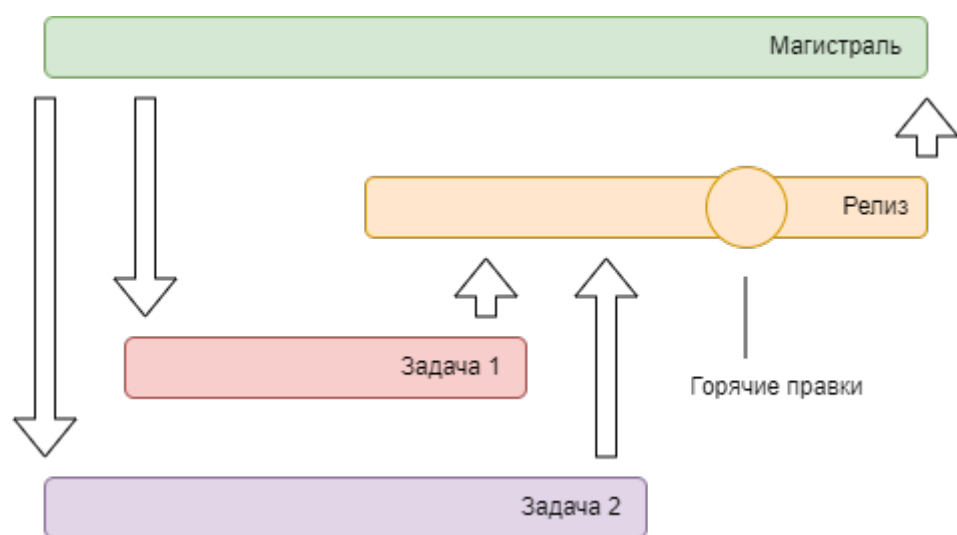 Магистраль
Релиз
Задача 1
Горячие правки
Задача 2